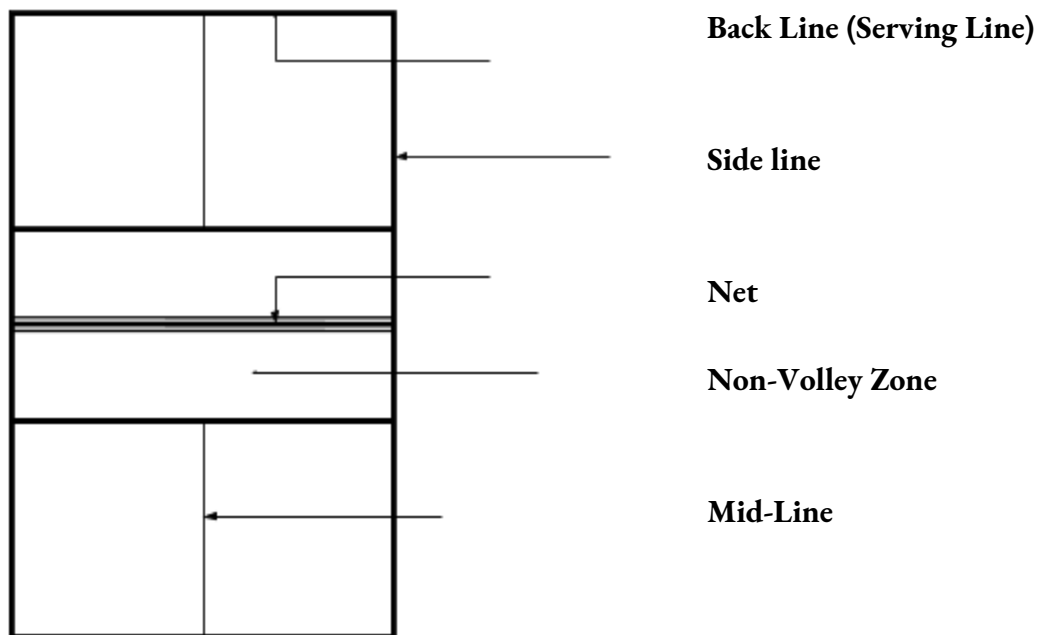 Back Line (Serving Line)
Side line
Net
Non-Volley Zone
Mid-Line